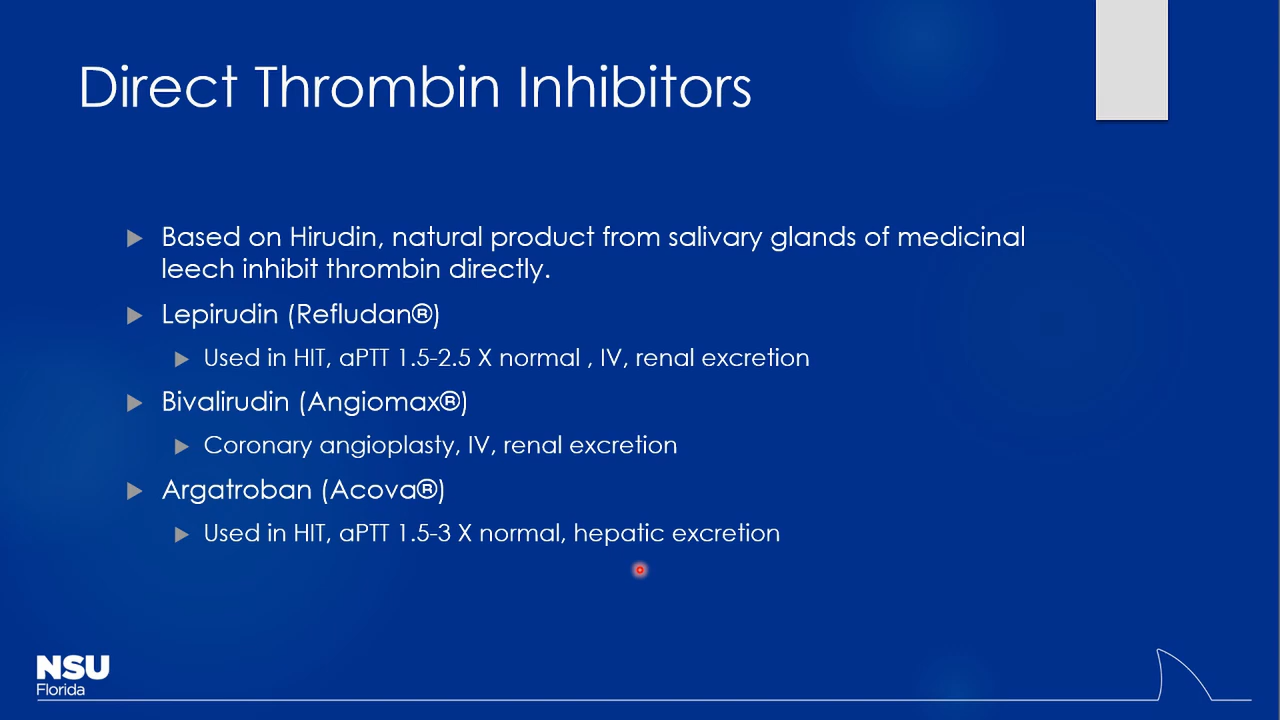 Direct Thrombin Inhibitors
Based on Hirudin, natural product from salivary glands of medicinal
leech inhibit thrombin directly.
Lepirudin (Refludan®)
Used in HIT, aPTT 1.5-2.5 X normal , IV, renal excretion
Bivalirudin (Angiomax®)
Coronary angioplasty, IV, renal excretion
Argatroban (Acova®)
Used in HIT, aPTT 1.5-3 X normal, hepatic excretion
NSU
Florida